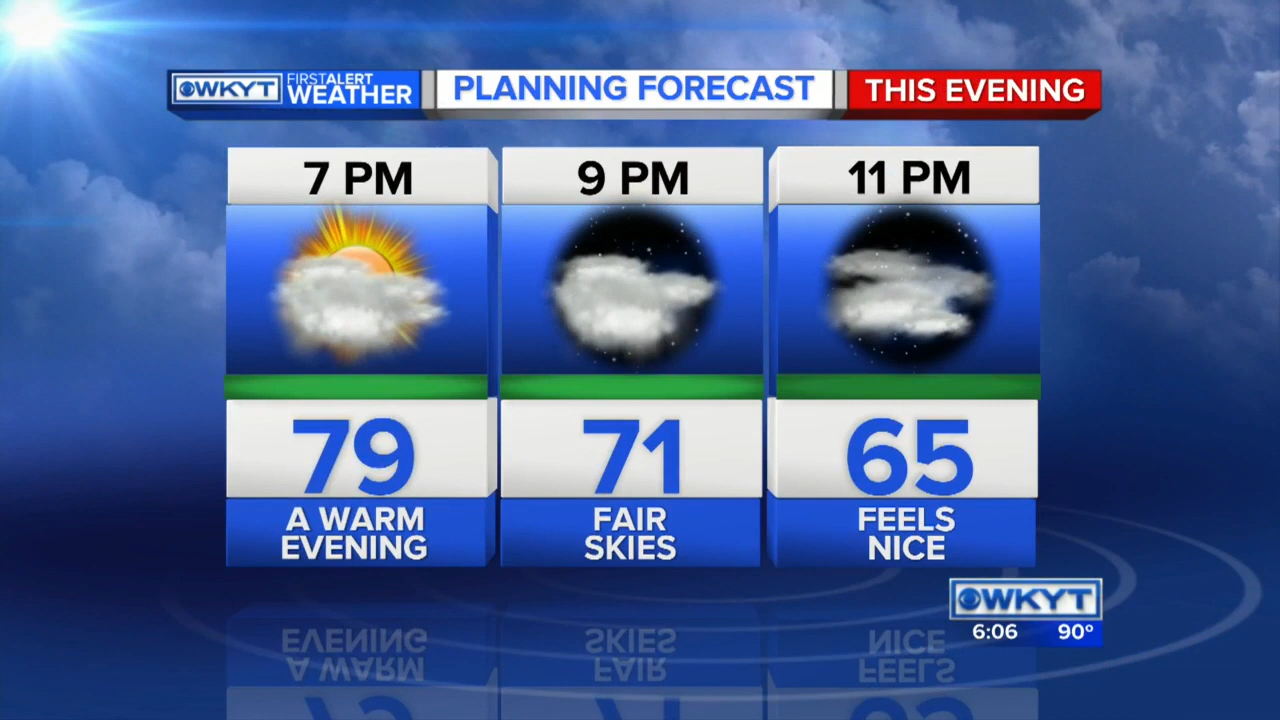 WKYT FIRST ALERT WEATHER
PLANNING FORECAST
THIS EVENING
7 PM
9 PM
11 PM
79
71
65
A WARM
EVENING
FAIR
SKIES
FEELS
NICE
WKYT
6:06 90°